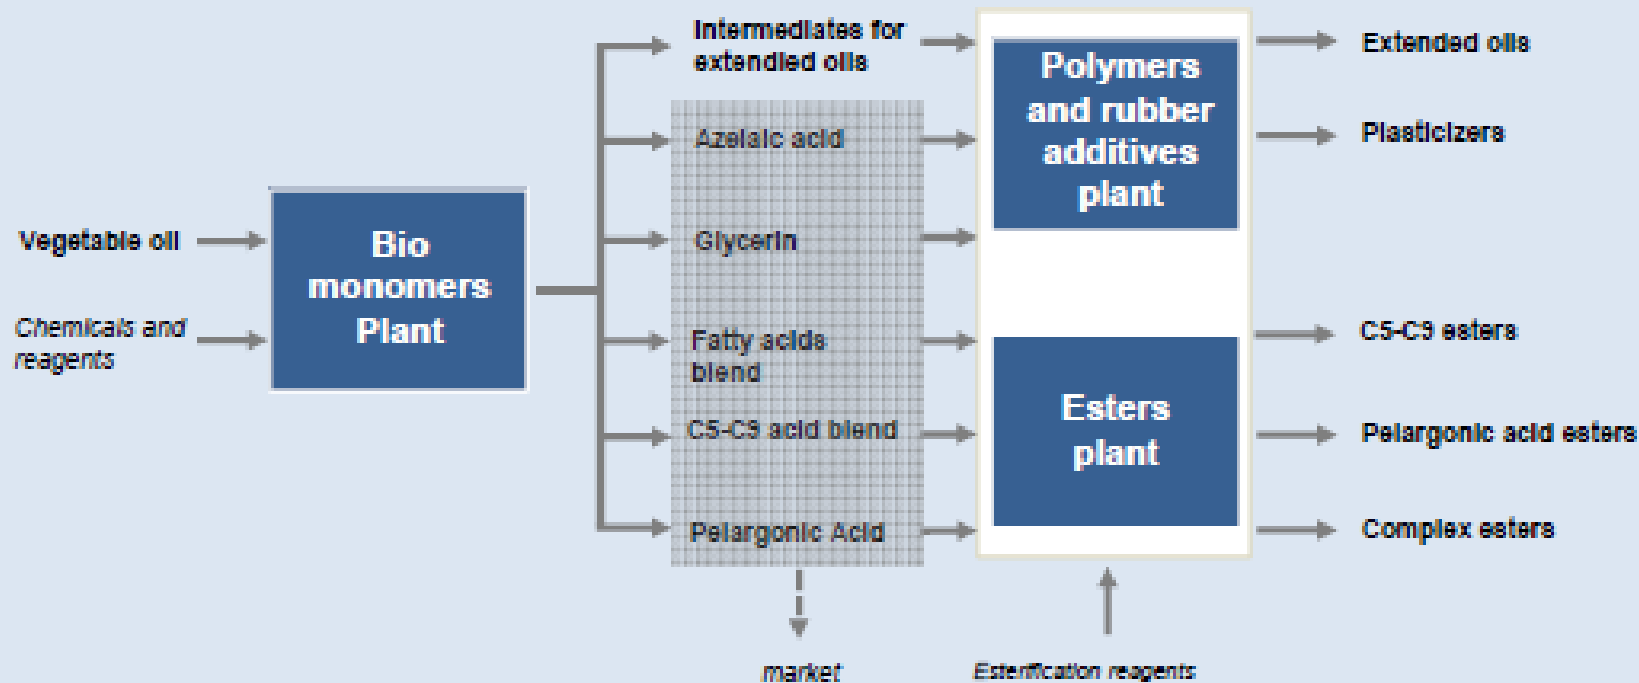 Vegetable oil
Chemicals and
reagents
Bio
monomers
Plant
Intermediates for
extended oils
Azelaic acid
Glycerin
Fatty acids
blend
C5-C9 acid blend
Pelargonic Acid
market
Polymers
and rubber
additives
plant
Esters
plant
Esterification reagents
Extended oils
Plasticizers
C5-C9 esters
Pelargonic acid esters
Complex esters